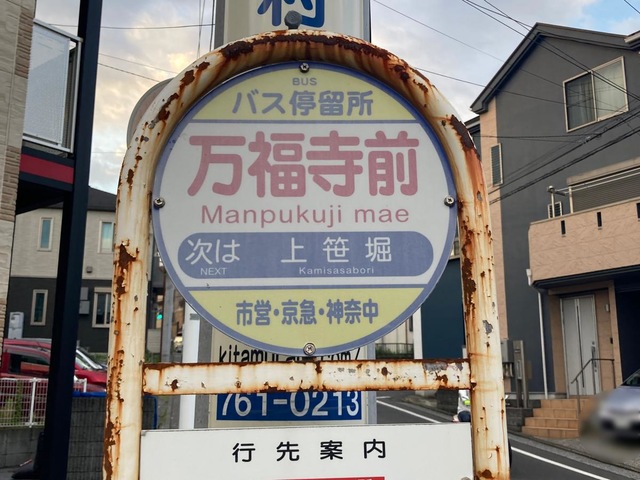 村
BUS
バス停留所
万福寺前
Manpukuji mae
次は 上笹堀
NEXT Kamisasabori
市営・京急・神奈中
761-0213
行先案内